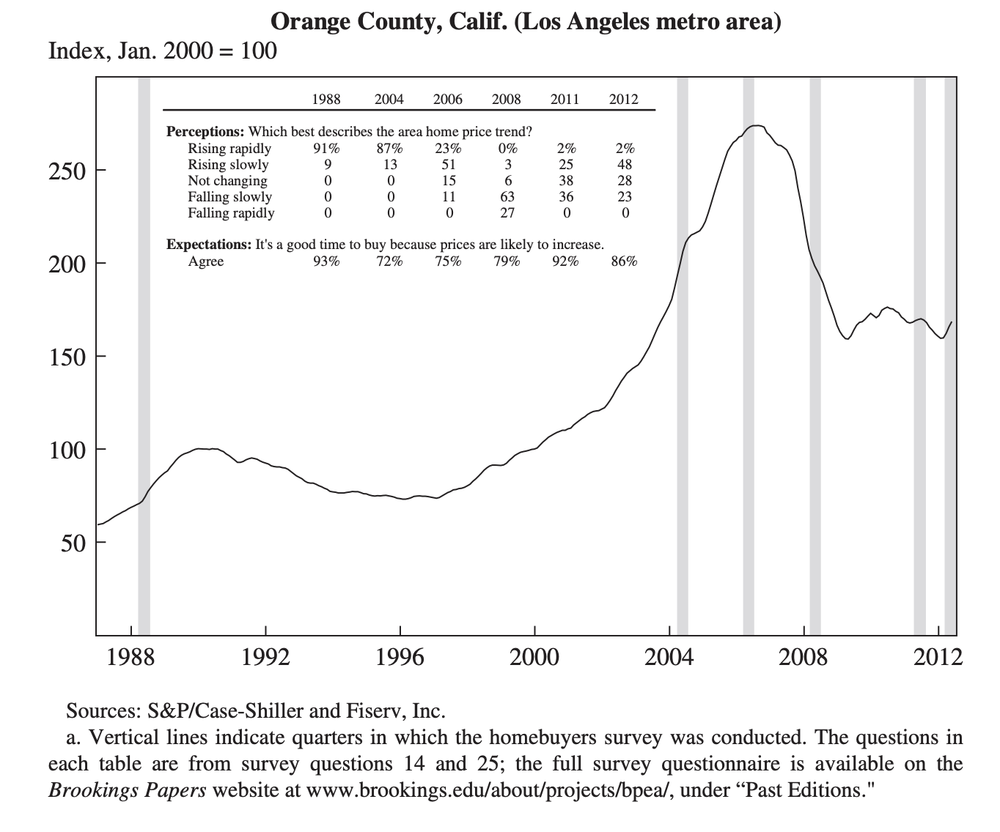 Orange County, Calif. (Los Angeles metro area)
Index, Jan. 2000 = 100
1988 2004 2006 2008 2011 2012
Perceptions: Which best describes the area home price trend?
Rising rapidly 91% 87% 23% 0% 2% 2%
Rising slowly 9 13 51 3 25 48
Not changing 0 0 15 6 38 28
Falling slowly 0 0 11 63 36 23
Falling rapidly 0 0 0 27 0 0
Expectations: It's a good time to buy because prices are likely to increase.
Agree 93% 72% 75% 79% 92% 86%
250
200
150
100
50
1988 1992 1996 2000 2004 2008 2012
Sources: S&P/Case-Shiller and Fiserv, Inc.
a. Vertical lines indicate quarters in which the homebuyers survey was conducted. The questions in
each table are from survey questions 14 and 25; the full survey questionnaire is available on the
Brookings Papers website at www.brookings.edu/about/projects/bpea/, under “Past Editions."